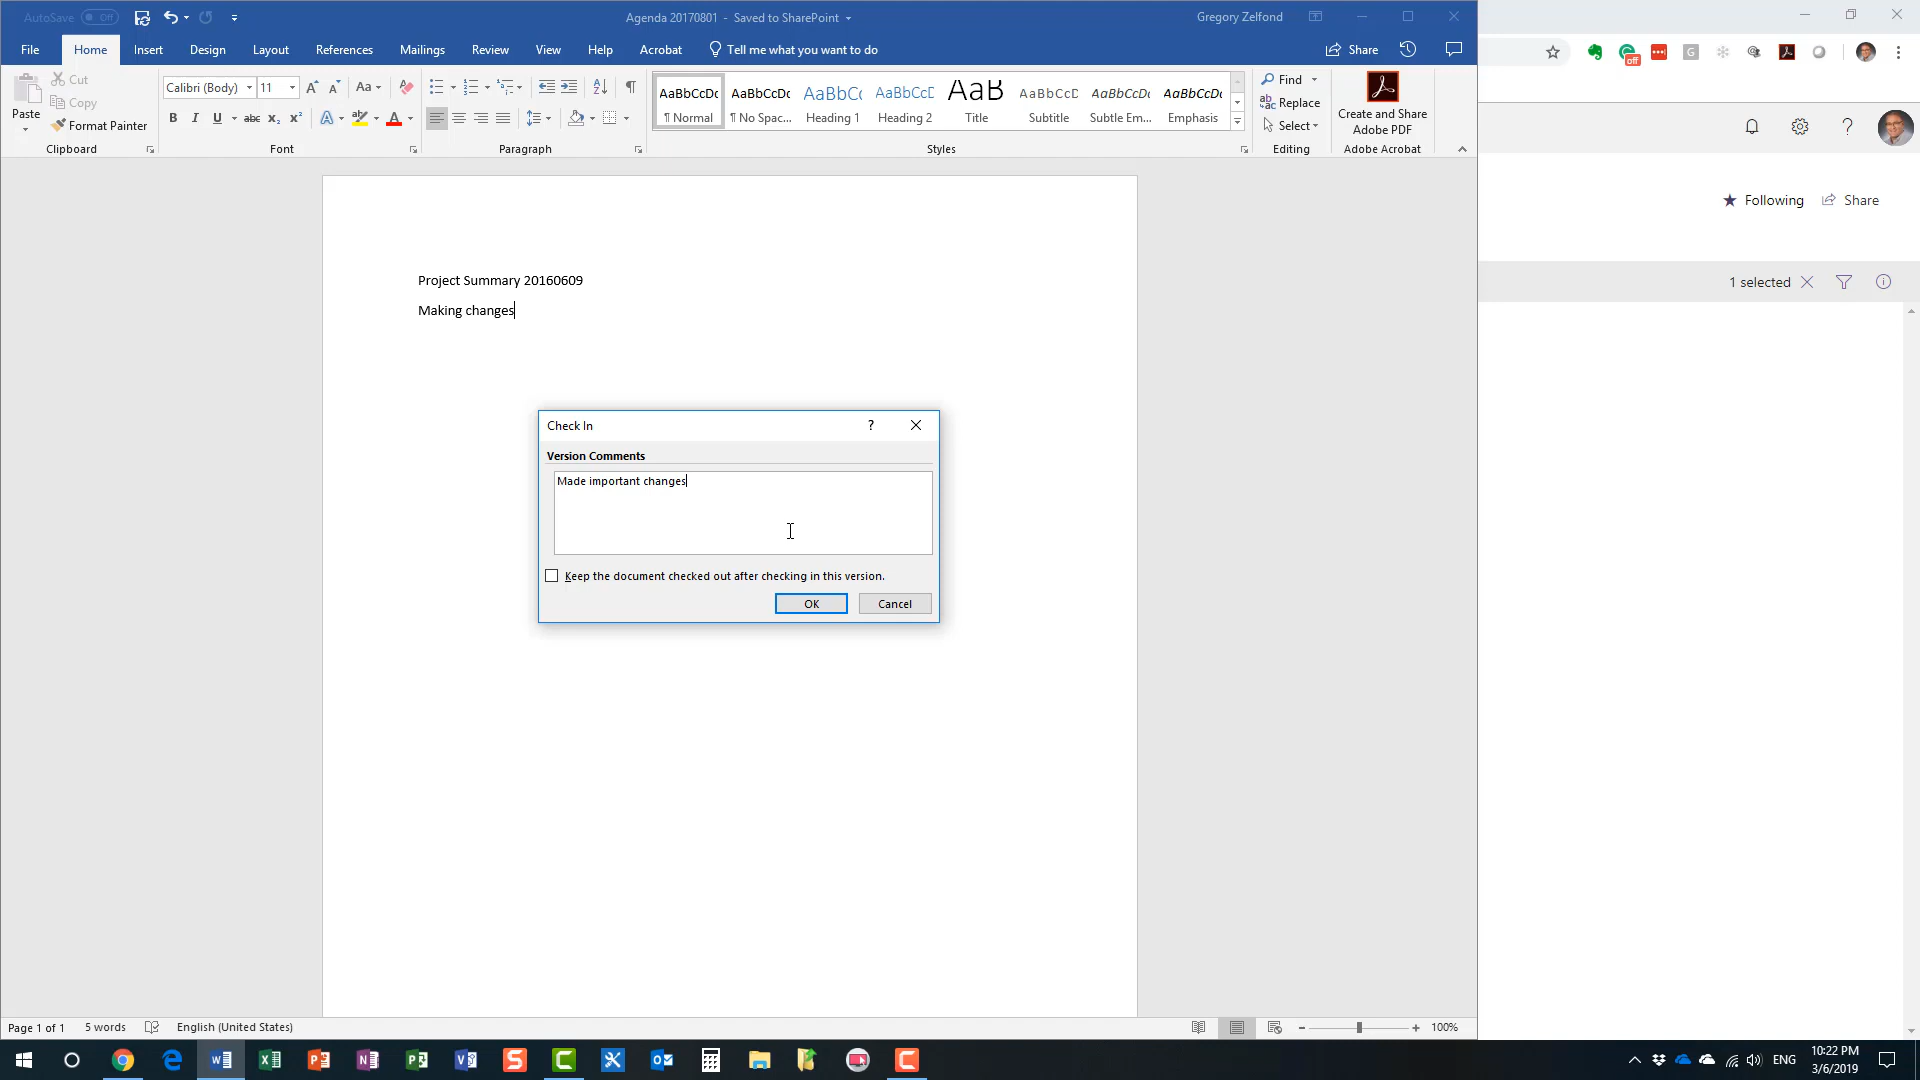 AutoSave Off Agenda 20170801 - Saved to SharePoint Gregory Zelfond
File Home Insert Design Layout References Mailings Review View Help Acrobat Tell me what you want to do Share
Paste
Cut
Copy
Format Painter
Clipboard
Calibri (Body) 11 Aa
B I U abc x₂ x² A A
Font
Paragraph
AaBbCcDc AaBbCcDc AaBbCc AaBbCcD AaB AaBbCcD AaBbCcDc AaBbCcDc
¶ Normal ¶ No Spac... Heading 1 Heading 2 Title Subtitle Subtle Em... Emphasis
Styles
Find
Replace
Select
Editing
Create and Share
Adobe PDF
Adobe Acrobat
off
Following Share
1 selected
Project Summary 20160609
Making changes
Check In ?
Version Comments
Made important changes
Keep the document checked out after checking in this version.
OK Cancel
Page 1 of 1 5 words English (United States) 100%
ENG
10:22 PM
3/6/2019